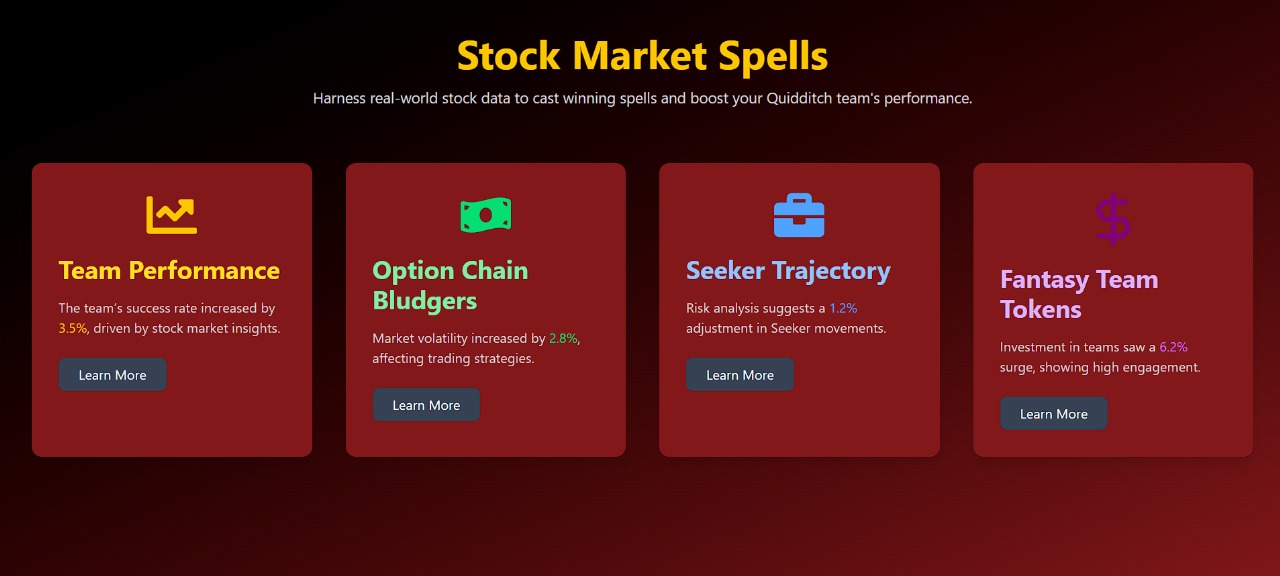 Stock Market Spells
Harness real-world stock data to cast winning spells and boost your Quidditch team's performance.
Team Performance
The team’s success rate increased by
3.5%, driven by stock market insights.
Learn More
Option Chain
Bludgers
Market volatility increased by 2.8%,
affecting trading strategies.
Learn More
Seeker Trajectory
Risk analysis suggests a 1.2%
adjustment in Seeker movements.
Learn More
Fantasy Team
Tokens
Investment in teams saw a 6.2%
surge, showing high engagement.
Learn More